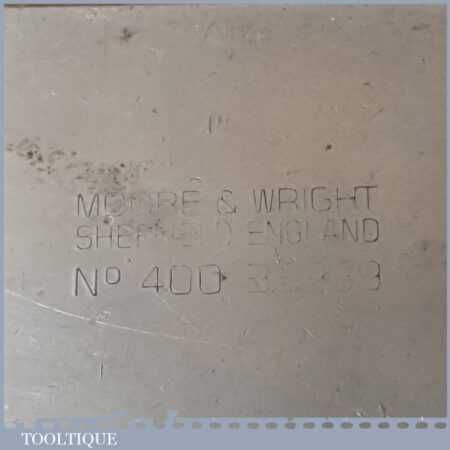 MOORE & WRIGHT
SHEFFIELD ENGLAND
Nº 400
TOOLTIQUE